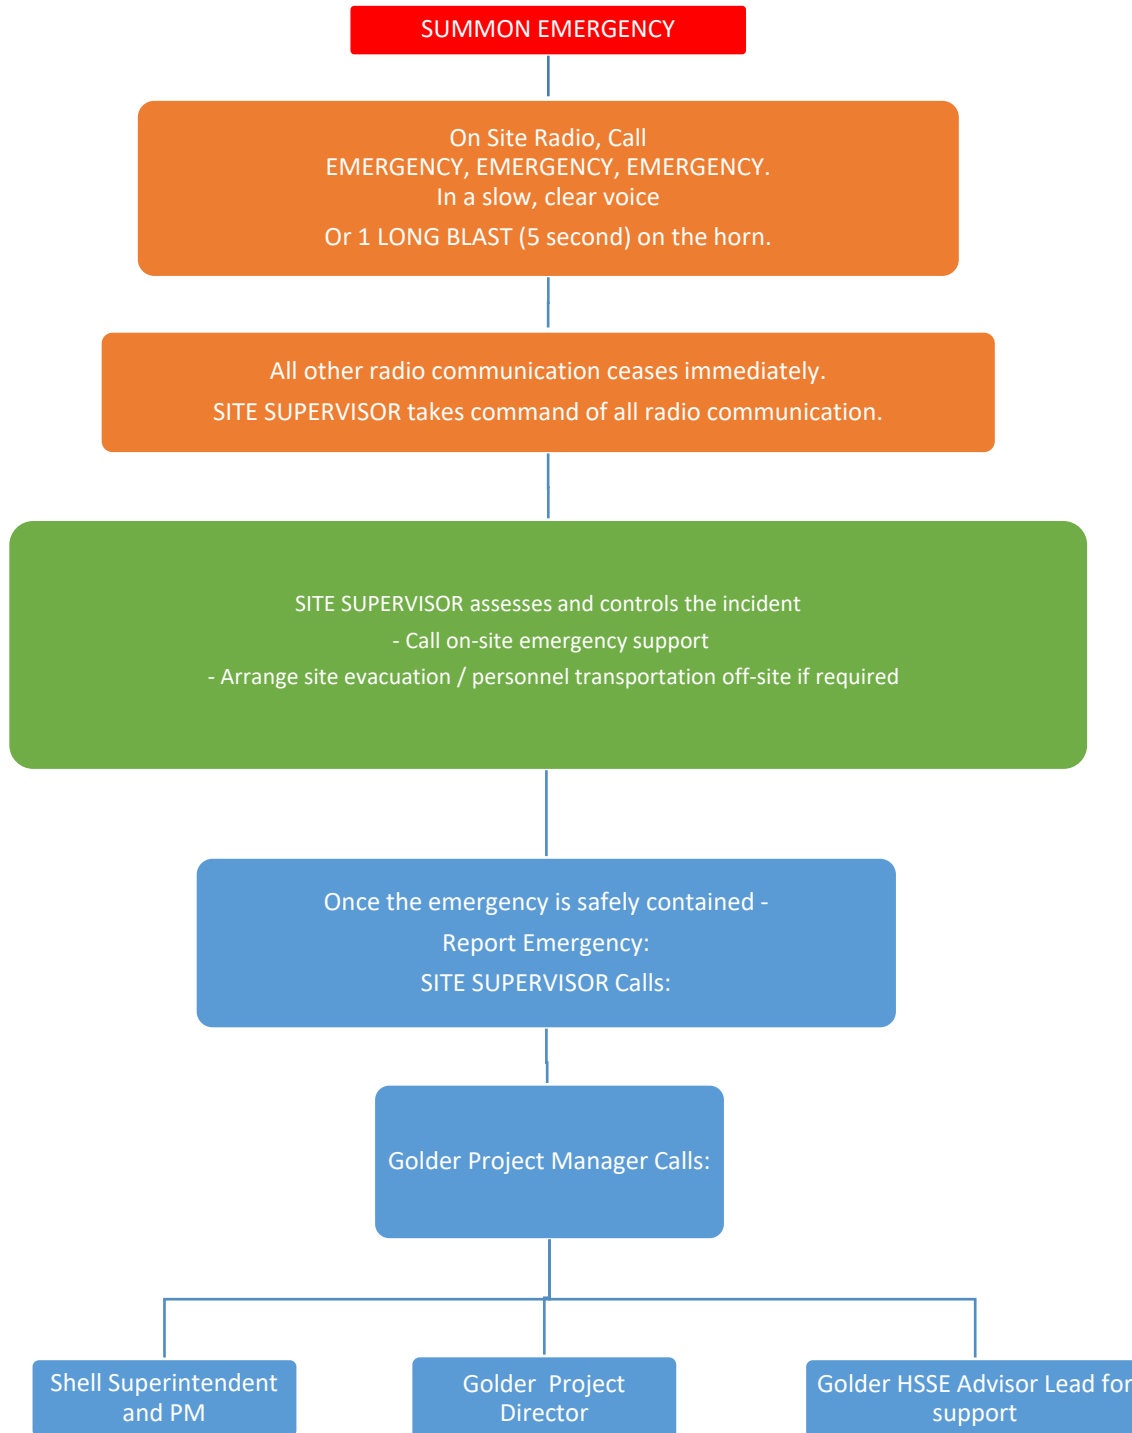 SUMMON EMERGENCY
On Site Radio, Call
EMERGENCY, EMERGENCY, EMERGENCY.
In a slow, clear voice
Or 1 LONG BLAST (5 second) on the horn.
All other radio communication ceases immediately.
SITE SUPERVISOR takes command of all radio communication.
SITE SUPERVISOR assesses and controls the incident
- Call on-site emergency support
- Arrange site evacuation / personnel transportation off-site if required
Once the emergency is safely contained -
Report Emergency:
SITE SUPERVISOR Calls:
Golder Project Manager Calls:
Shell Superintendent
and PM
Golder Project
Director
Golder HSSE Advisor Lead for
support